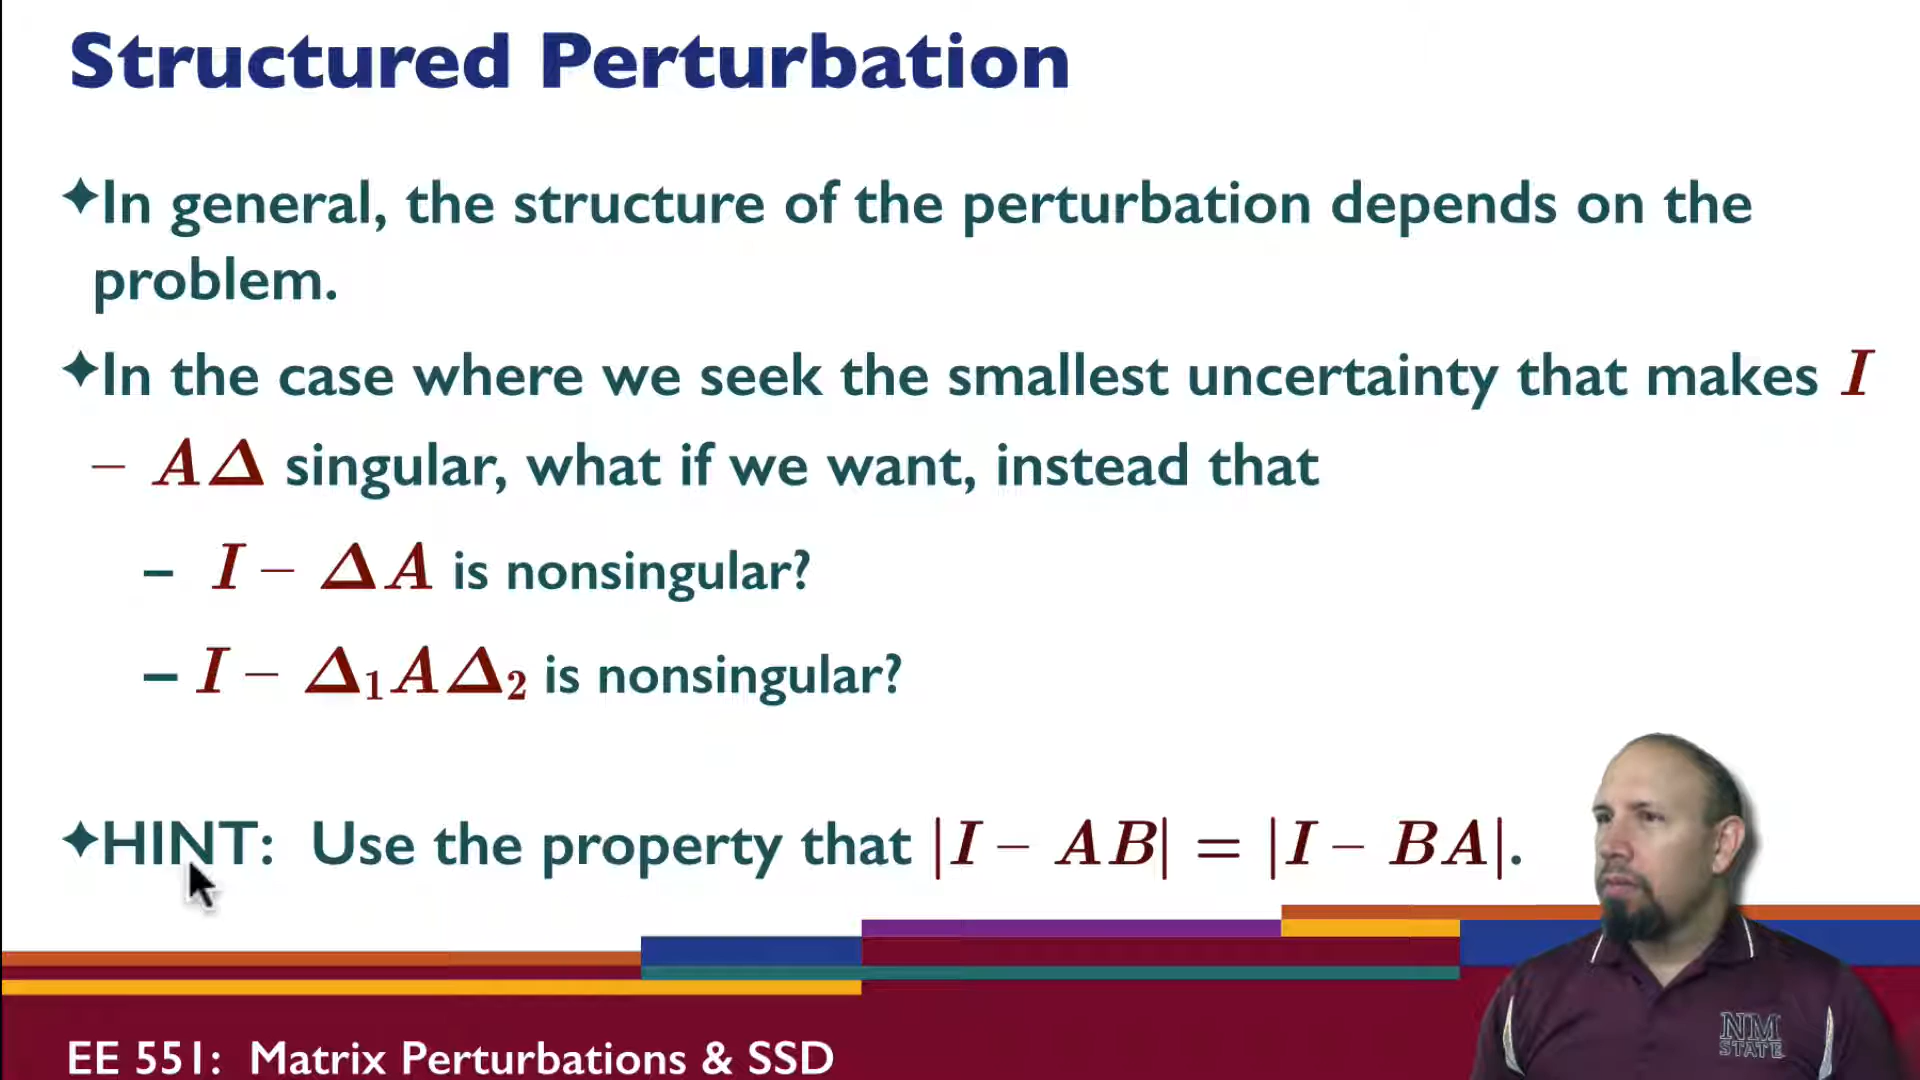 Structured Perturbation
✦In general, the structure of the perturbation depends on the
problem.
✦In the case where we seek the smallest uncertainty that makes I
– AΔ singular, what if we want, instead that
– I – ΔA is nonsingular?
– I – Δ₁AΔ₂ is nonsingular?
✦HINT: Use the property that |I – AB| = |I – BA|.
NM
STATE
EE 551: Matrix Perturbations & SSD